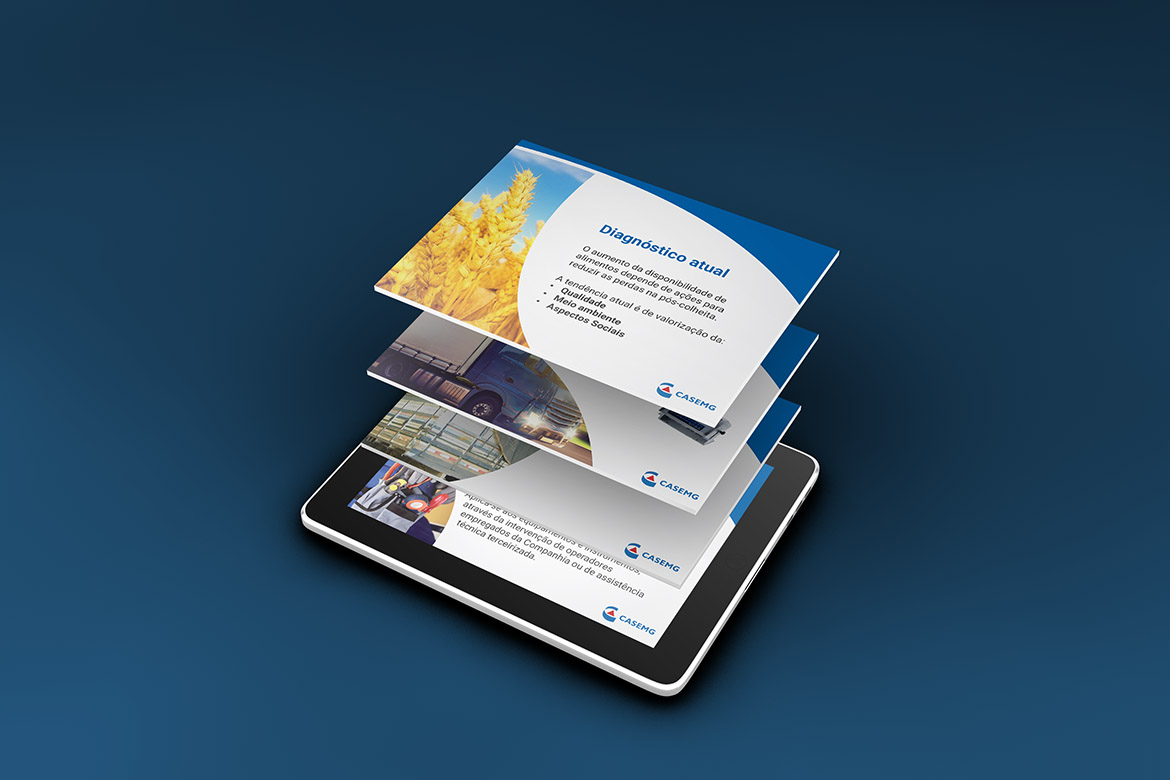 Diagnóstico atual
O aumento da disponibilidade de
alimentos depende de ações para
reduzir as perdas na pós-colheita.
A tendência atual é de valorização da:
• Qualidade
• Meio ambiente
• Aspectos Sociais
CASEMG
CASEMG
CASEMG
Aplica-se aos equipamentos e instrumentos,
através da intervenção de operadores
empregados da Companhia ou de assistência
técnica terceirizada.
CASEMG